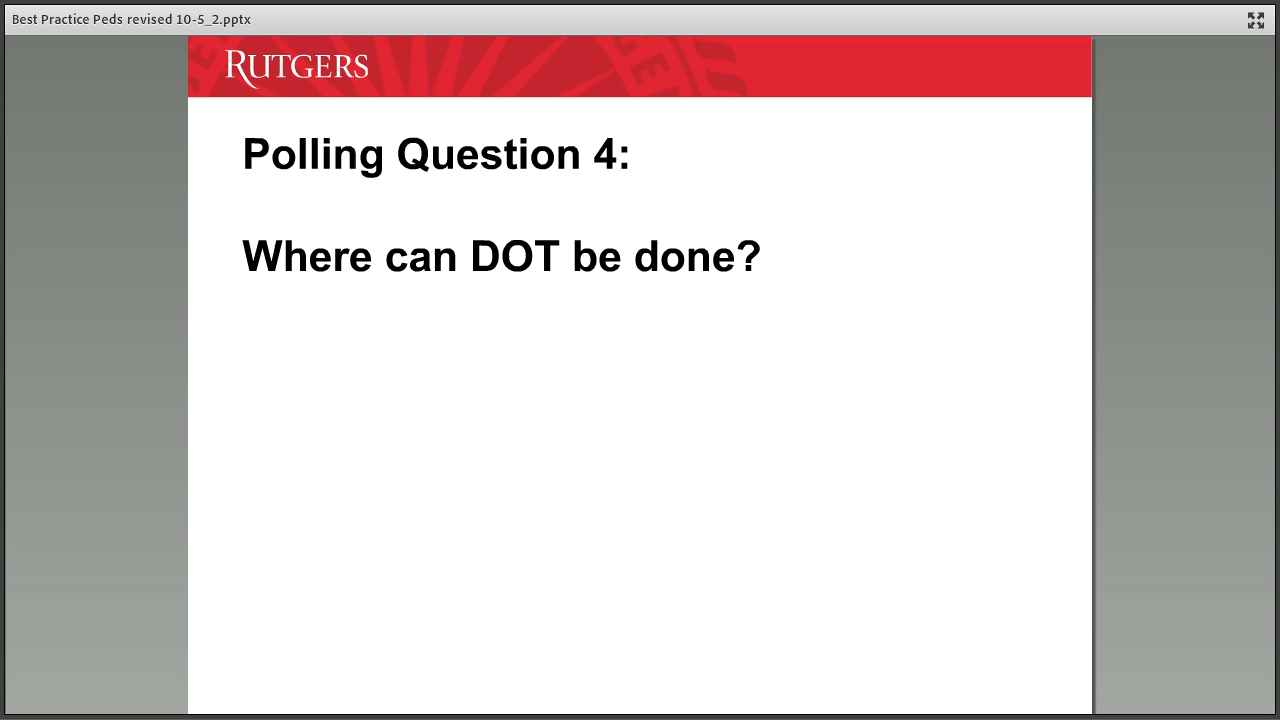 Best Practice Peds revised 10-5_2.pptx
RUTGERS
Polling Question 4:
Where can DOT be done?